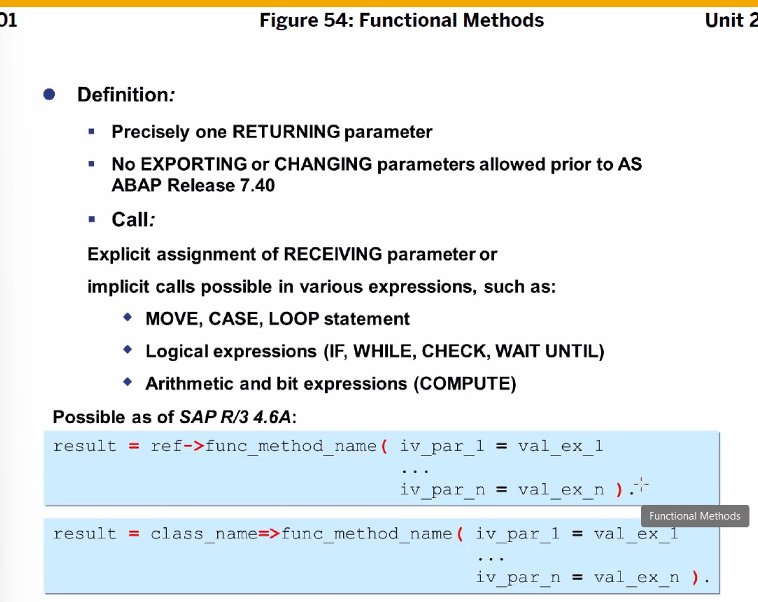 01
Figure 54: Functional Methods
Unit 2
Definition:
Precisely one RETURNING parameter
No EXPORTING or CHANGING parameters allowed prior to AS
ABAP Release 7.40
Call:
Explicit assignment of RECEIVING parameter or
implicit calls possible in various expressions, such as:
MOVE, CASE, LOOP statement
Logical expressions (IF, WHILE, CHECK, WAIT UNTIL)
Arithmetic and bit expressions (COMPUTE)
Possible as of SAP R/3 4.6A:
result = ref->func_method_name( iv_par_1 = val_ex_1
...
iv_par_n = val_ex_n ).
Functional Methods
result = class_name=>func_method_name( iv_par_1 = val_ex_1
...
iv_par_n = val_ex_n ).